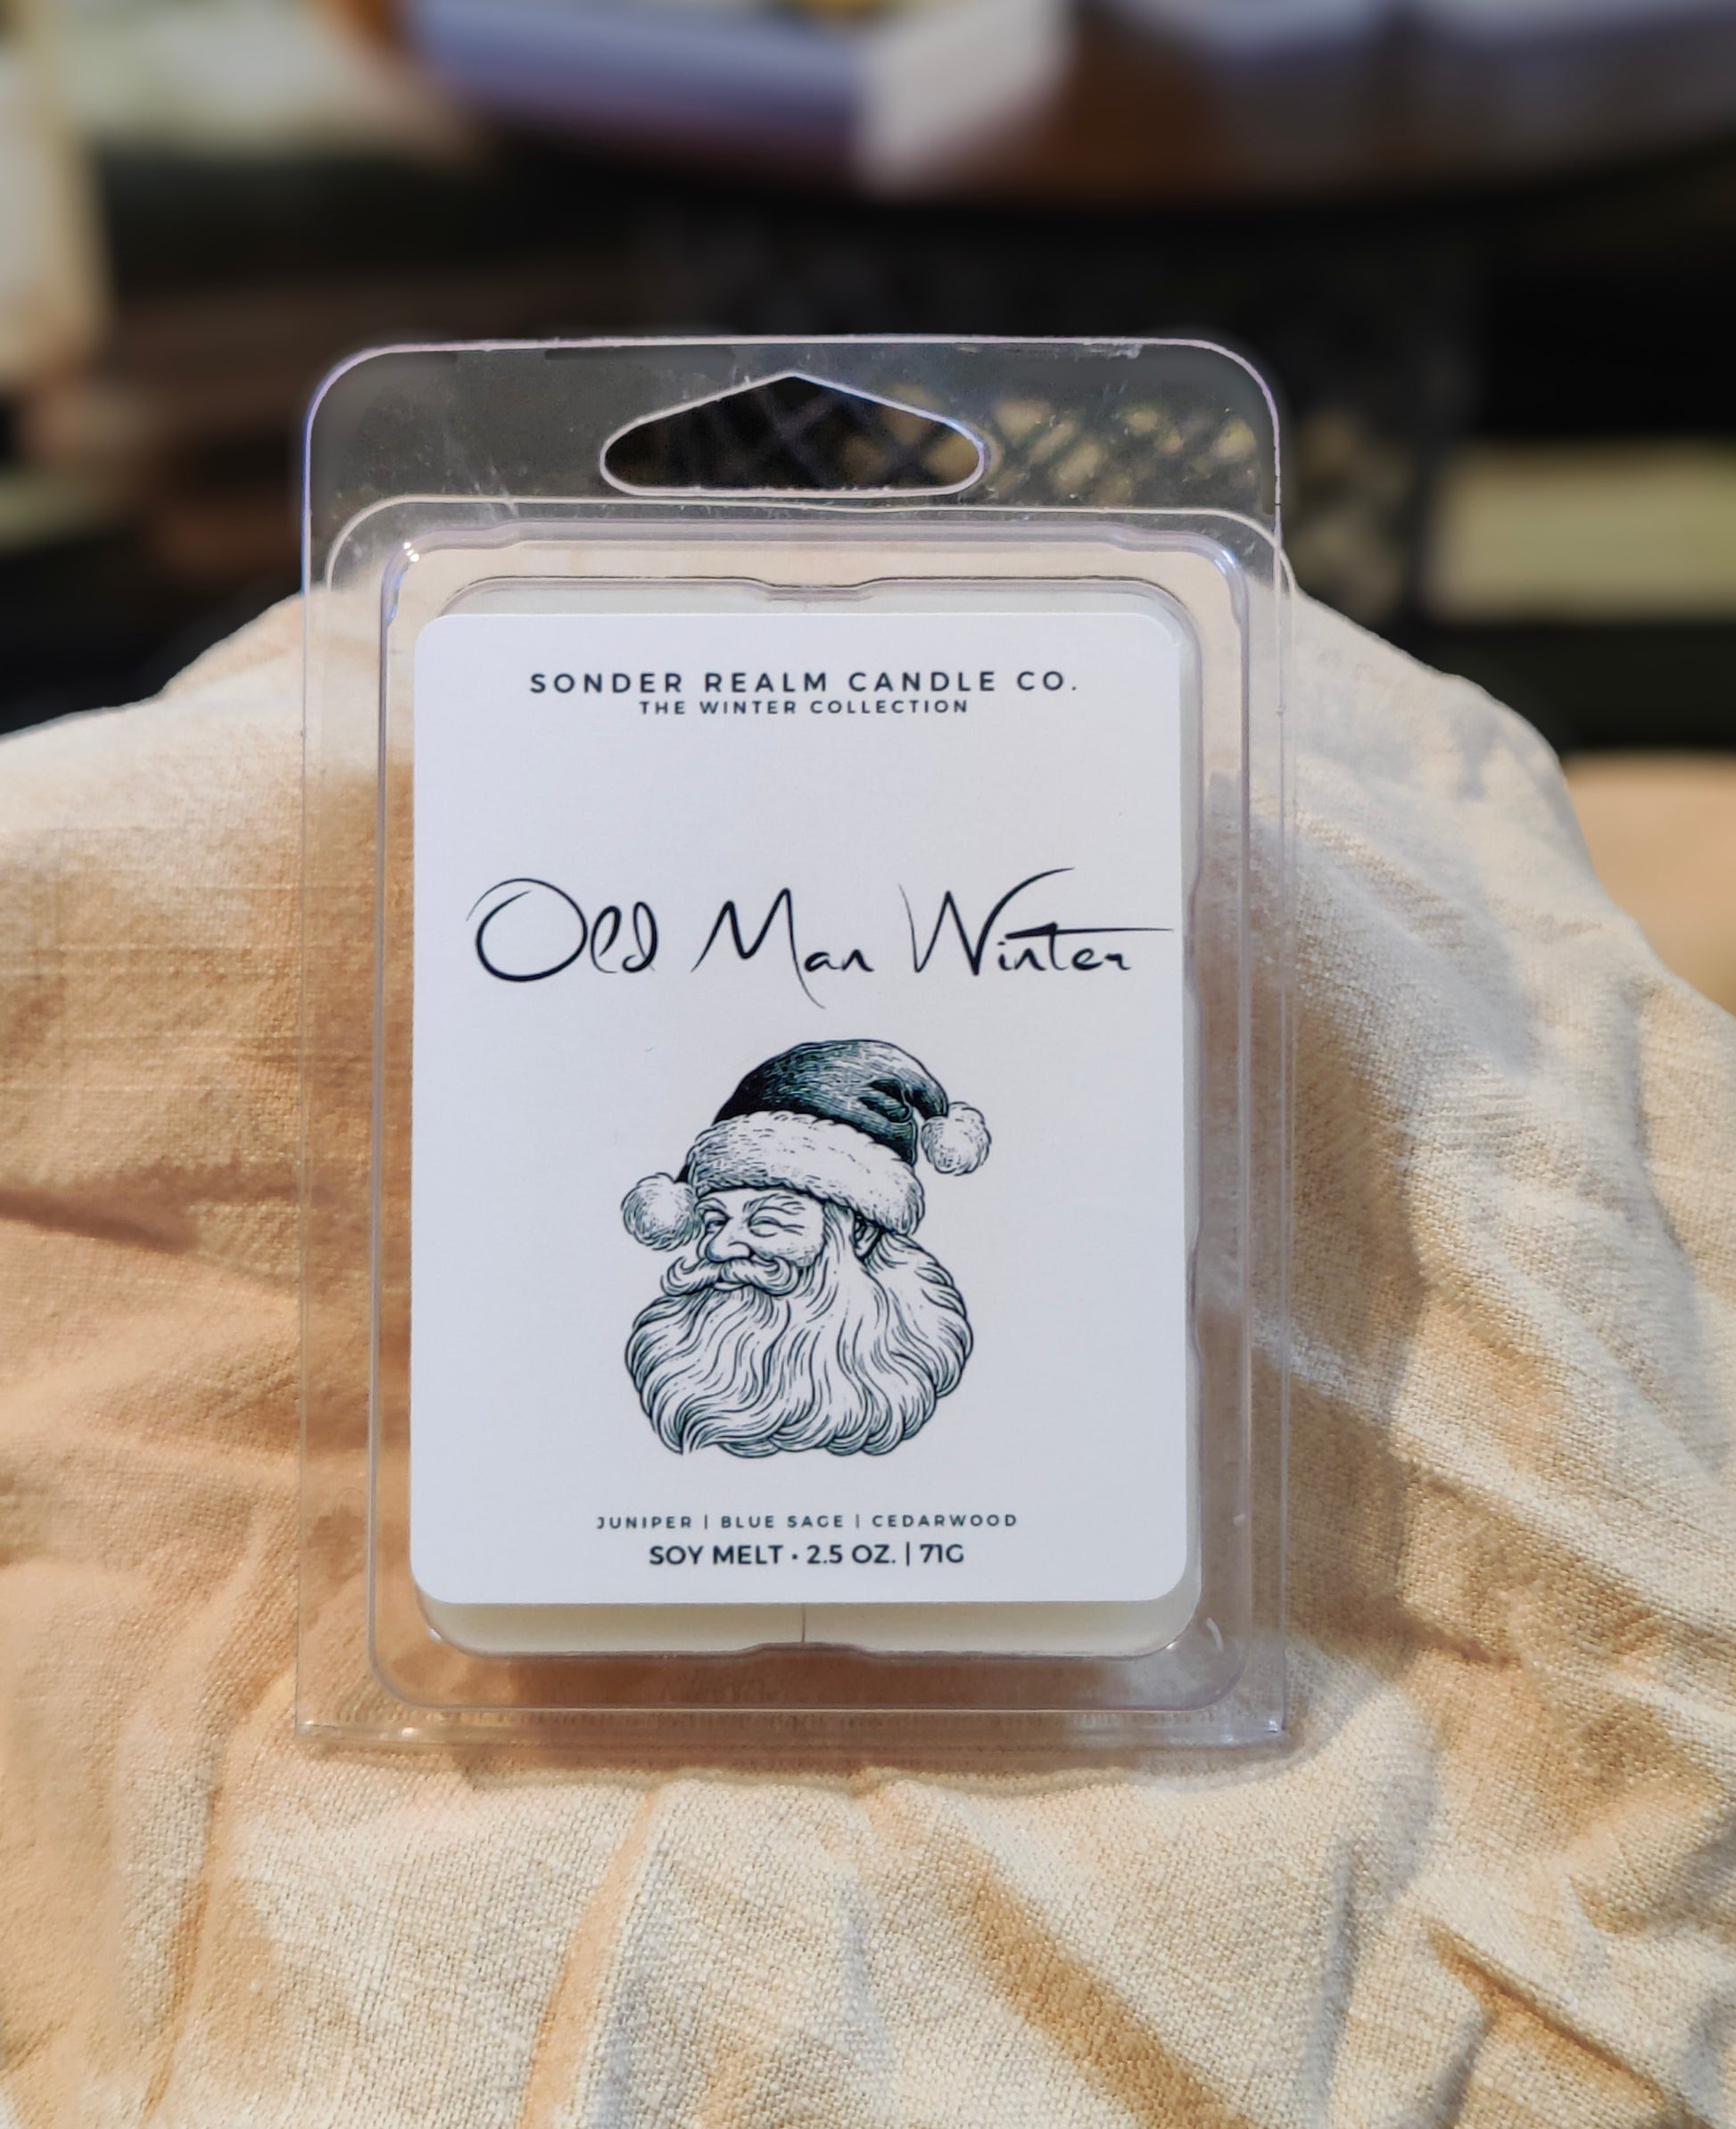 SONDER REALM CANDLE CO.
THE WINTER COLLECTION
Old Man Winter
JUNIPER | BLUE SAGE | CEDARWOOD
SOY MELT • 2.5 OZ. | 71G